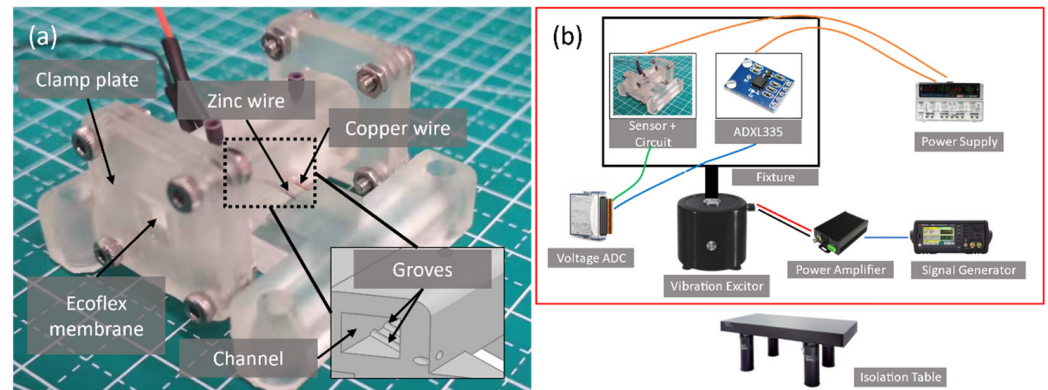 (a)
Clamp plate
Zinc wire
Copper wire
Ecoflex
membrane
Channel
Groves
(b)
Sensor +
Circuit
ADXL335
Power Supply
Fixture
Voltage ADC
Vibration Excitor
Power Amplifier
Signal Generator
Isolation Table